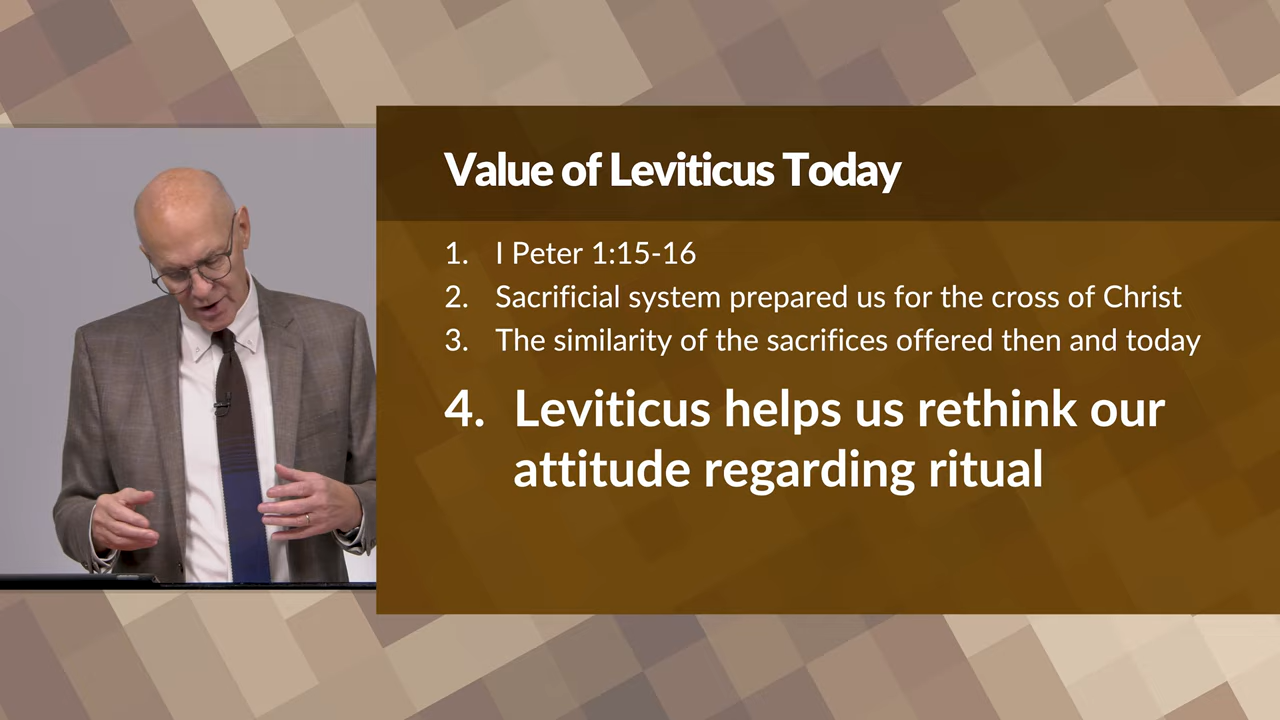 Value of Leviticus Today
1. I Peter 1:15-16
2. Sacrificial system prepared us for the cross of Christ
3. The similarity of the sacrifices offered then and today
4. Leviticus helps us rethink our
attitude regarding ritual